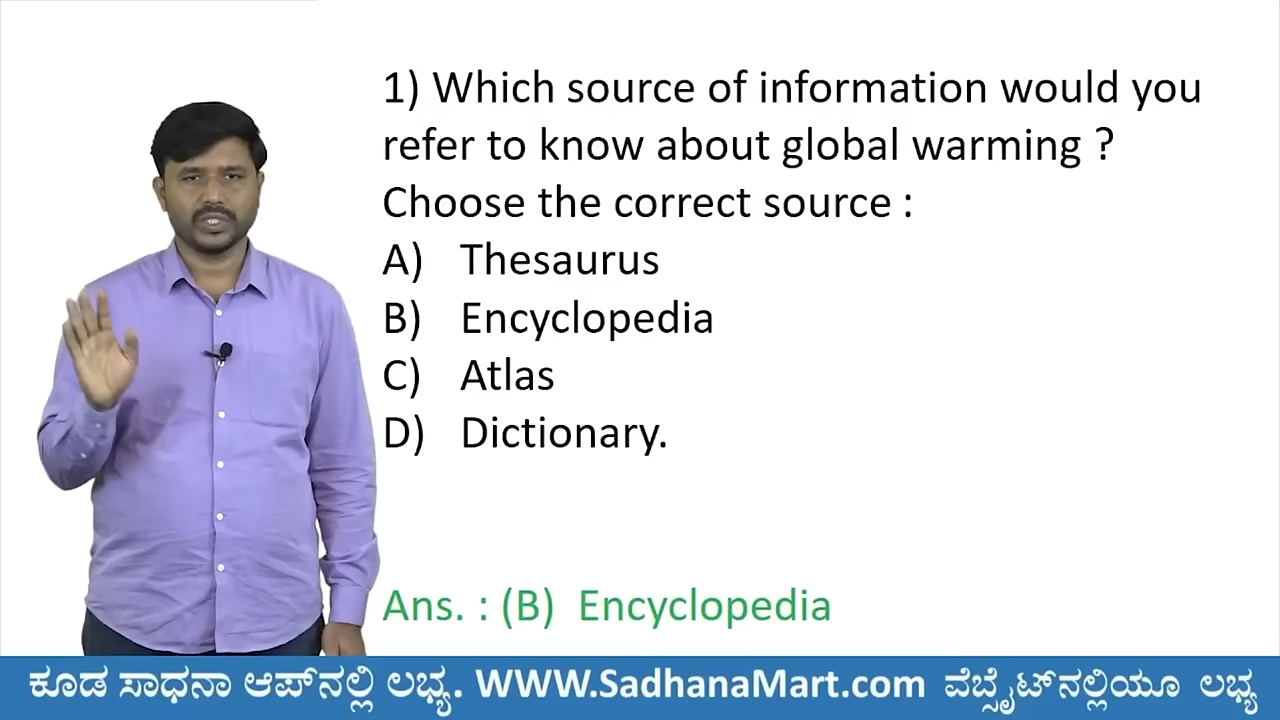 1) Which source of information would you
refer to know about global warming ?
Choose the correct source :
A) Thesaurus
B) Encyclopedia
C) Atlas
D) Dictionary.
Ans. : (B) Encyclopedia
ಕೂಡ ಸಾಧನಾ ಆಪ್‌ನಲ್ಲಿ ಲಭ್ಯ. WWW.SadhanaMart.com ವೆಬ್ಸೈಟ್‌ನಲ್ಲಿಯೂ ಲಭ್ಯ